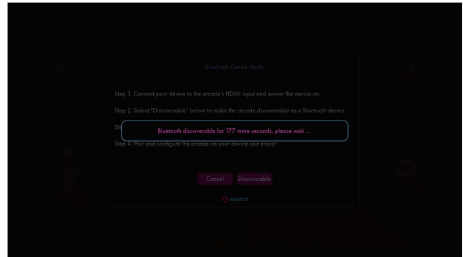 Bluetooth Device Mode
Step 1. Connect your device to the arcade's HDMI input and power the device on.
Step 2. Select "Discoverable" below to make the arcade discoverable as a Bluetooth device.
Bluetooth discoverable for 177 more seconds, please wait ...
Step 4. Pair and configure the arcade on your device and enjoy!
Cancel Discoverable
SELECT